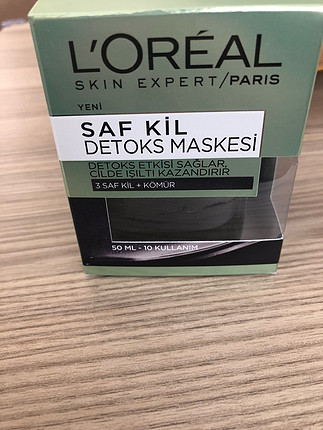 L'ORÉAL
SKIN EXPERT/PARIS
YENİ
SAF KİL
DETOKS MASKESİ
DETOKS ETKİSİ SAĞLAR,
CİLDE IŞILTI KAZANDIRIR
3 SAF KİL + KÖMÜR
50 ML - 10 KULLANIM